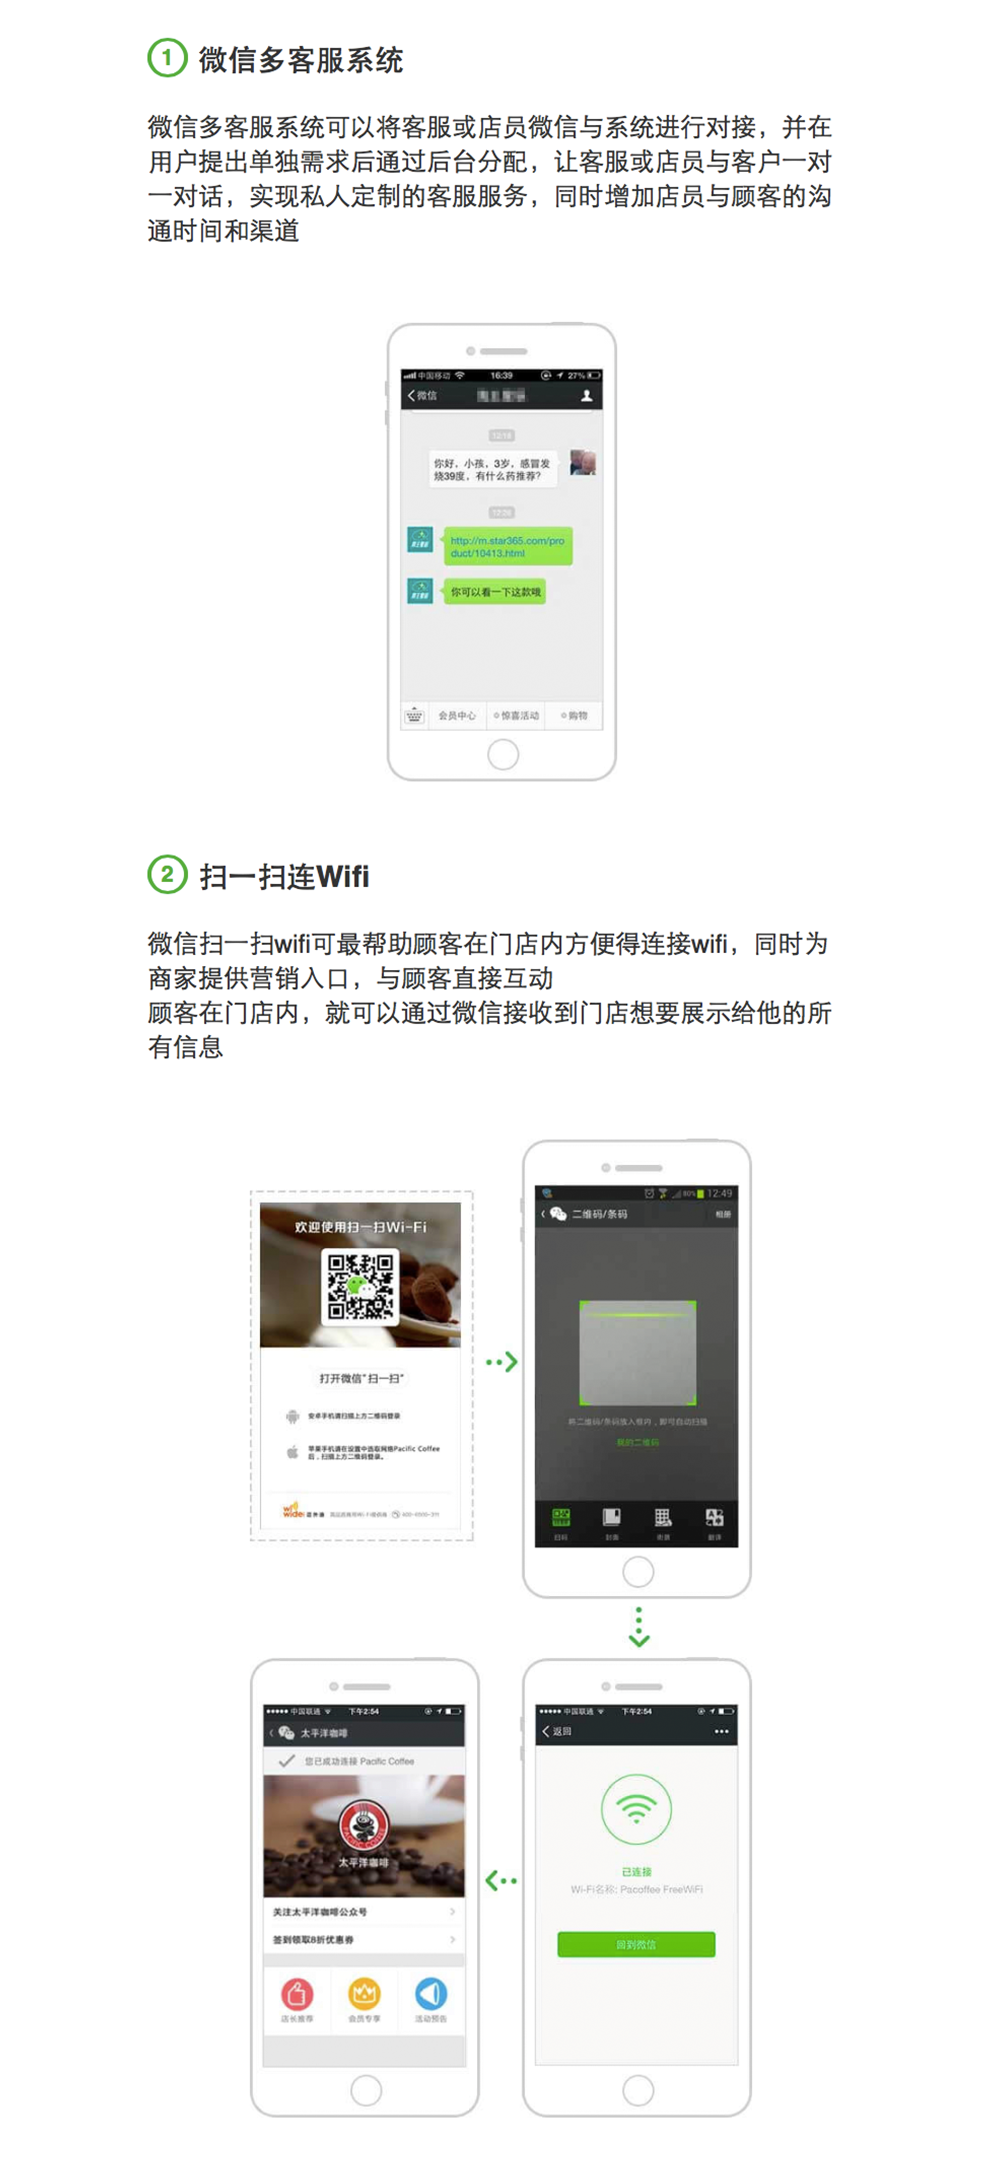 1 微信多客服系统
微信多客服系统可以将客服或店员微信与系统进行对接，并在
用户提出单独需求后通过后台分配，让客服或店员与客户一对
一对话，实现私人定制的客服服务，同时增加店员与顾客的沟
通时间和渠道
中国移动 16:39 27%
微信
12/18
你好，小孩，3岁，感冒发
烧39度，有什么药推荐？
http://m.star365.com/pro
duct/10413.html
你可以看一下这款哦
会员中心 惊喜活动 购物
2 扫一扫连Wifi
微信扫一扫wifi可最帮助顾客在门店内方便得连接wifi，同时为
商家提供营销入口，与顾客直接互动
顾客在门店内，就可以通过微信接收到门店想要展示给他的所
有信息
欢迎使用扫一扫Wi-Fi
打开微信“扫一扫”
安卓手机请扫描上方二维码登录
苹果手机请在设置中选取网络Pacific Coffee
后，扫描上方二维码登录。
widei 迈外迪
80% 12:49
二维码/条码 相册
将二维码/条码放入框内，即可自动扫描
我的二维码
扫码 封面 街景 翻译
中国联通 下午2:54
太平洋咖啡
您已成功连接 Pacific Coffee
PACIFIC COFFEE
太平洋咖啡
关注太平洋咖啡公众号
签到领取8折优惠券
店长推荐 会员专享 活动预告
中国联通 下午2:54
返回
已连接
Wi-Fi名称: Pacoffee FreeWiFi
回到微信